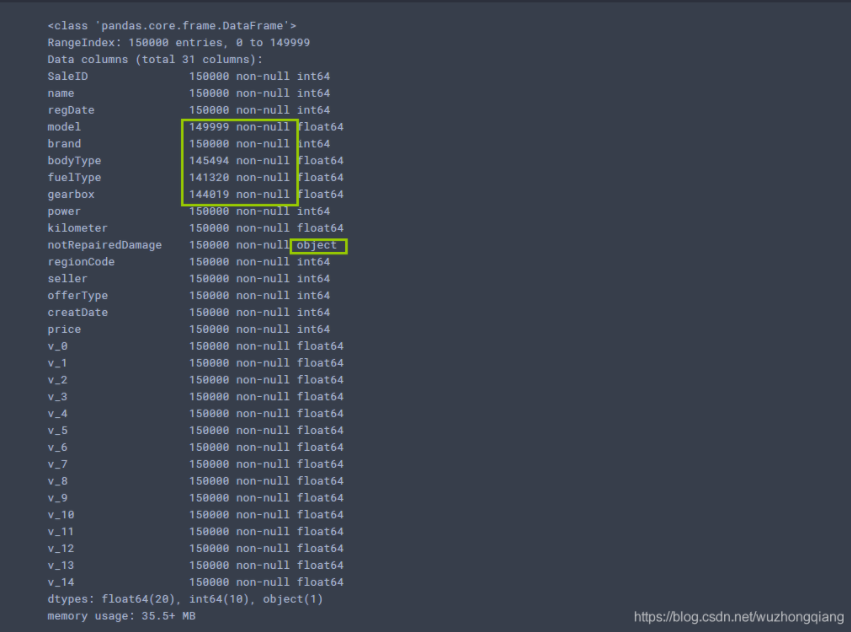 <class 'pandas.core.frame.DataFrame'>
RangeIndex: 150000 entries, 0 to 149999
Data columns (total 31 columns):
SaleID 150000 non-null int64
name 150000 non-null int64
regDate 150000 non-null int64
model 149999 non-null float64
brand 150000 non-null int64
bodyType 145494 non-null float64
fuelType 141320 non-null float64
gearbox 144019 non-null float64
power 150000 non-null int64
kilometer 150000 non-null float64
notRepairedDamage 150000 non-null object
regionCode 150000 non-null int64
seller 150000 non-null int64
offerType 150000 non-null int64
creatDate 150000 non-null int64
price 150000 non-null int64
v_0 150000 non-null float64
v_1 150000 non-null float64
v_2 150000 non-null float64
v_3 150000 non-null float64
v_4 150000 non-null float64
v_5 150000 non-null float64
v_6 150000 non-null float64
v_7 150000 non-null float64
v_8 150000 non-null float64
v_9 150000 non-null float64
v_10 150000 non-null float64
v_11 150000 non-null float64
v_12 150000 non-null float64
v_13 150000 non-null float64
v_14 150000 non-null float64
dtypes: float64(20), int64(10), object(1)
memory usage: 35.5+ MB
https://blog.csdn.net/wuzhongqiang